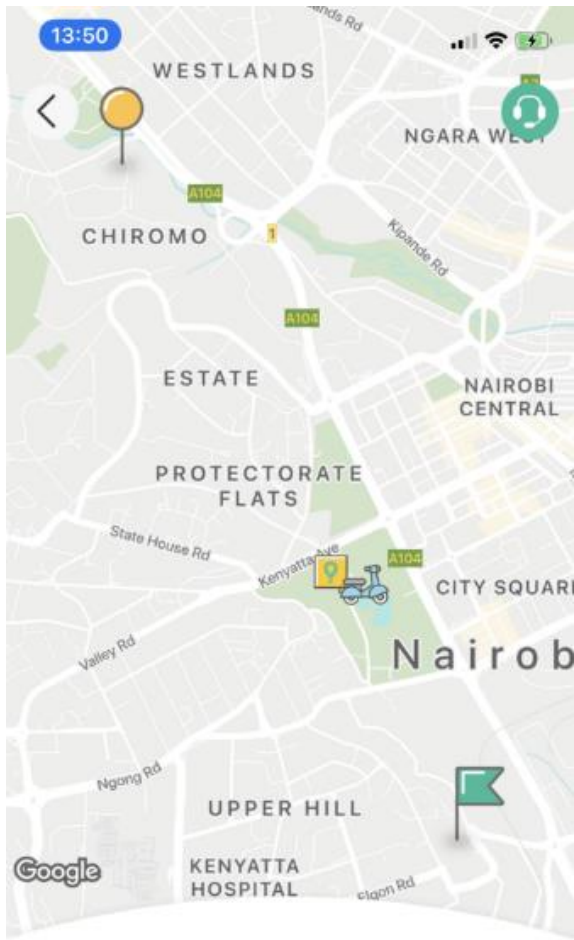 13:50
ands Rd
WESTLANDS
NGARA WEST
A104
CHIROMO
1
Kipande Rd
A104
ESTATE
NAIROBI
CENTRAL
PROTECTORATE
FLATS
State House Rd
Kenyatta Ave
A104
CITY SQUAR
Nairob
Valley Rd
Ngong Rd
UPPER HILL
Google
KENYATTA
HOSPITAL
Elgon Rd